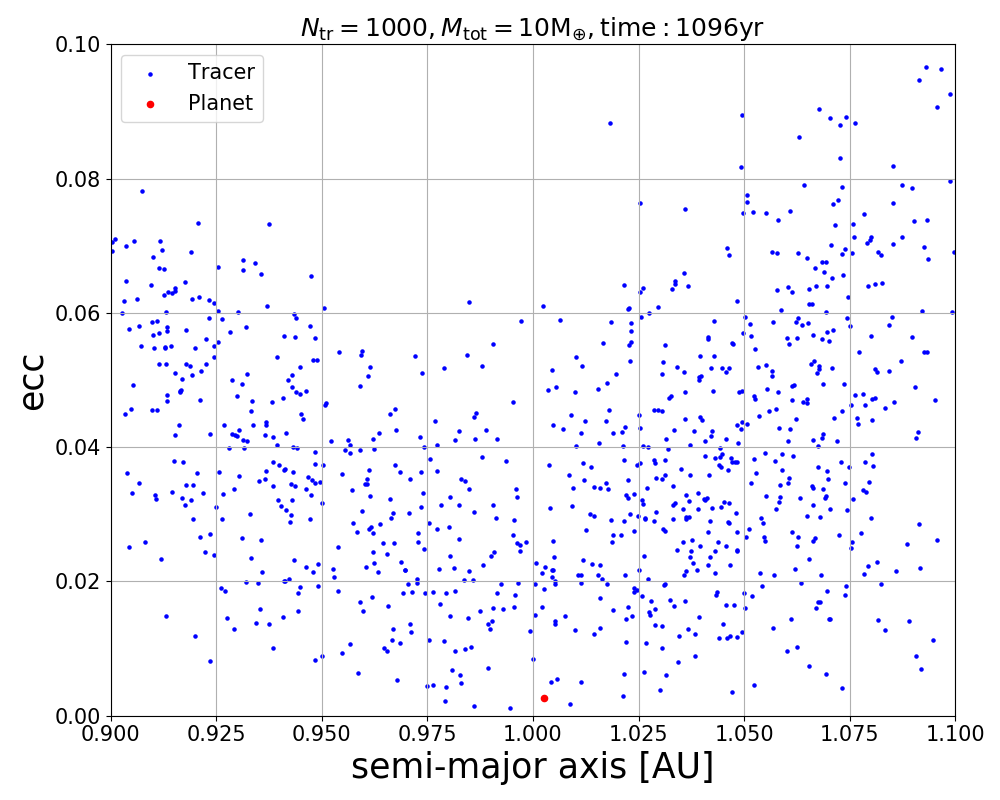 N_tr = 1000, M_tot = 10M_⊕, time : 1096yr
Tracer
Planet
0.10
0.08
0.06
0.04
0.02
0.00
ecc
0.900 0.925 0.950 0.975 1.000 1.025 1.050 1.075 1.100
semi-major axis [AU]